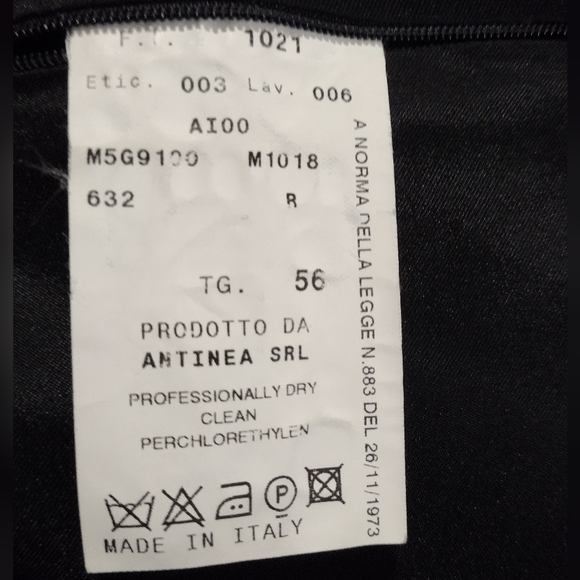 1021
Etic. 003 Lav. 006
AI00
M1018
632 R
TG. 56
PRODOTTO DA
ANTINEA SRL
PROFESSIONALLY DRY
CLEAN
PERCHLORETHYLEN
P
MADE IN ITALY
A NORMA DELLA LEGGE N.883 DEL 26/11/1973